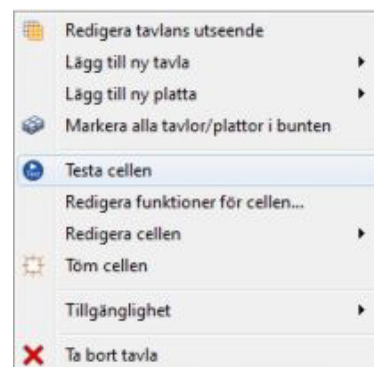 Redigera tavlans utseende
Lägg till ny tavla
Lägg till ny platta
Markera alla tavlor/plattor i bunten
Testa cellen
Redigera funktioner för cellen...
Redigera cellen
Töm cellen
Tillgänglighet
Ta bort tavla